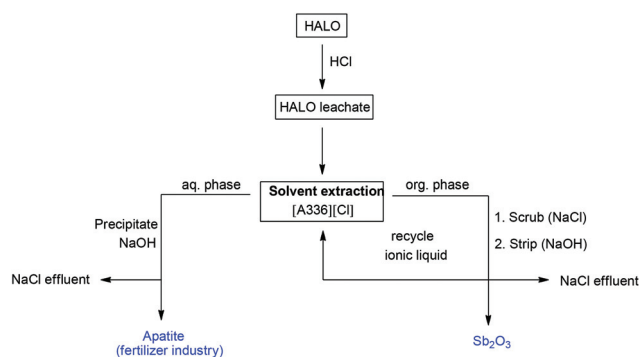 HALO
HCl
HALO leachate
aq. phase
Solvent extraction
[A336][Cl]
org. phase
Precipitate
NaOH
recycle
ionic liquid
1. Scrub (NaCl)
2. Strip (NaOH)
NaCl effluent
NaCl effluent
Apatite
(fertilizer industry)
Sb₂O₃